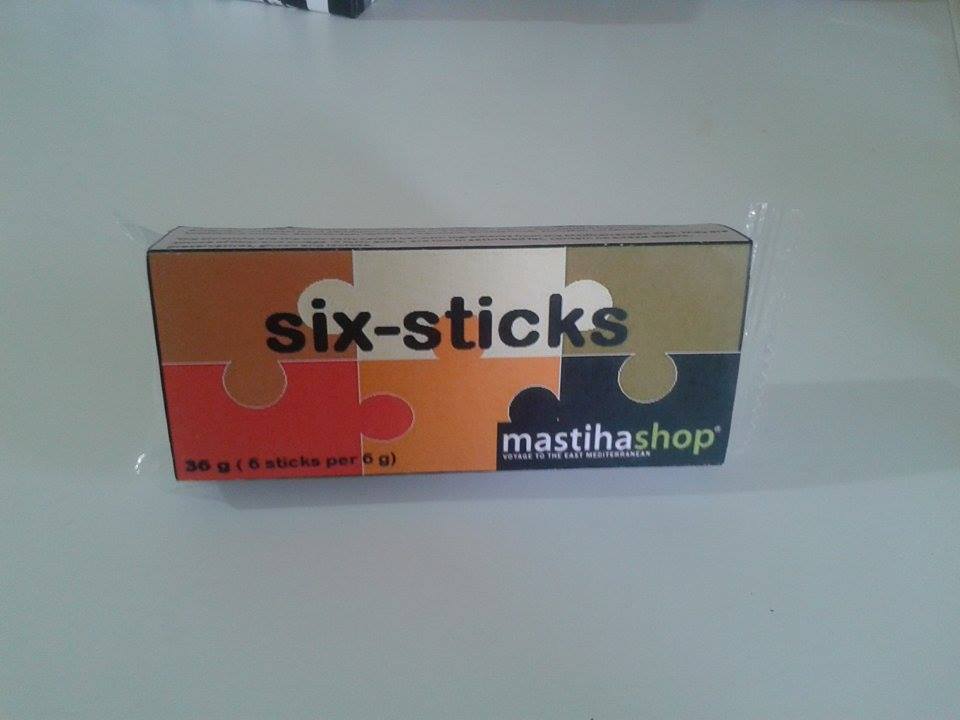 six-sticks
36 g ( 6 sticks per 6 g)
mastihashop®
VOYAGE TO THE EAST MEDITERRANEAN